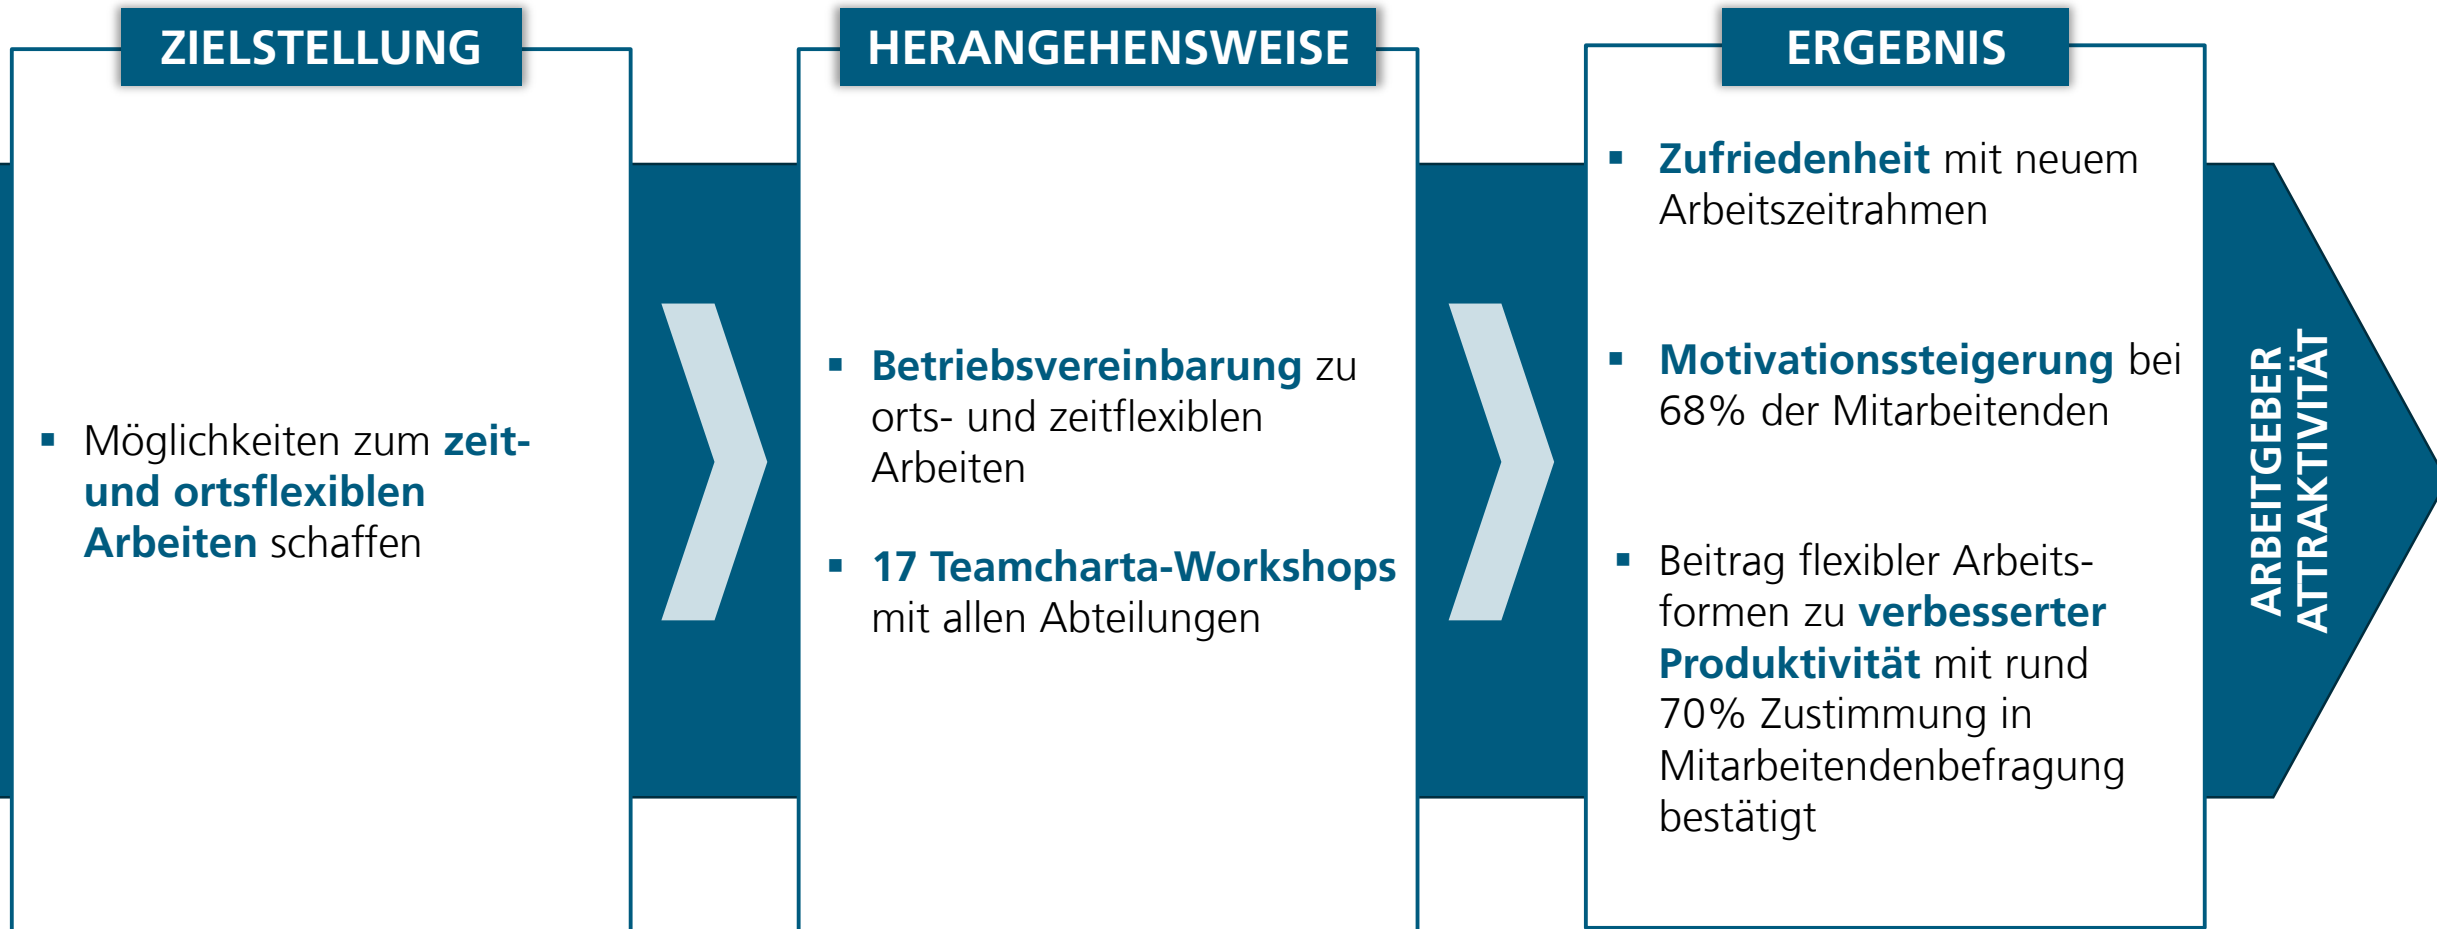 ZIELSTELLUNG
▪ Möglichkeiten zum zeit-
und ortsflexiblen
Arbeiten schaffen
HERANGEHENSWEISE
▪ Betriebsvereinbarung zu
orts- und zeitflexiblen
Arbeiten
▪ 17 Teamcharta-Workshops
mit allen Abteilungen
ERGEBNIS
▪ Zufriedenheit mit neuem
Arbeitszeitrahmen
▪ Motivationssteigerung bei
68% der Mitarbeitenden
▪ Beitrag flexibler Arbeits-
formen zu verbesserter
Produktivität mit rund
70% Zustimmung in
Mitarbeitendenbefragung
bestätigt
ARBEITGEBER
ATTRAKTIVITÄT